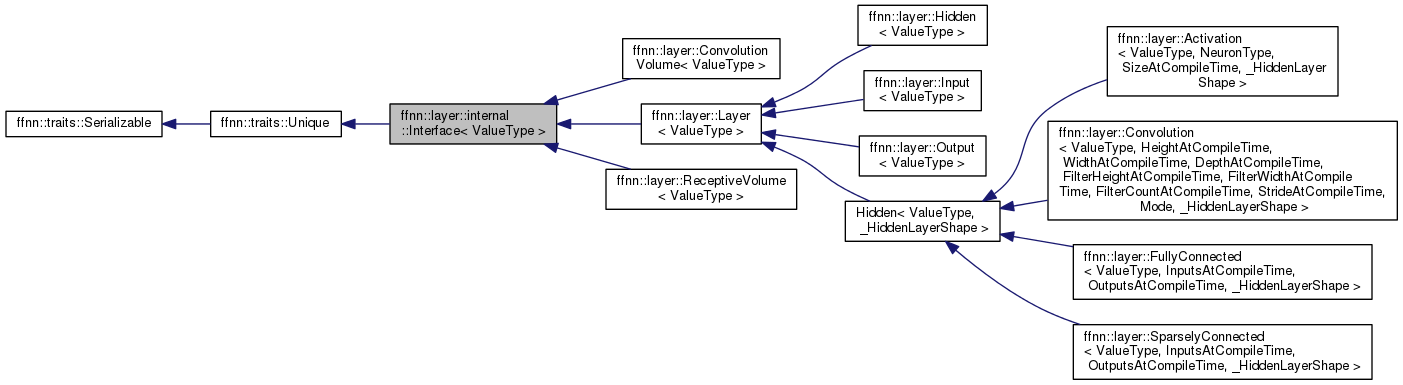 ffnn::traits::Serializable
ffnn::traits::Unique
ffnn::layer::internal
::Interface< ValueType >
ffnn::layer::Convolution
Volume< ValueType >
ffnn::layer::Layer
< ValueType >
ffnn::layer::ReceptiveVolume
< ValueType >
ffnn::layer::Hidden
< ValueType >
ffnn::layer::Input
< ValueType >
ffnn::layer::Output
< ValueType >
Hidden< ValueType,
_HiddenLayerShape >
ffnn::layer::Activation
< ValueType, NeuronType,
SizeAtCompileTime, _HiddenLayer
Shape >
ffnn::layer::Convolution
< ValueType, HeightAtCompileTime,
WidthAtCompileTime, DepthAtCompileTime,
FilterHeightAtCompileTime, FilterWidthAtCompile
Time, FilterCountAtCompileTime, StrideAtCompileTime,
Mode, _HiddenLayerShape >
ffnn::layer::FullyConnected
< ValueType, InputsAtCompileTime,
OutputsAtCompileTime, _HiddenLayerShape >
ffnn::layer::SparselyConnected
< ValueType, InputsAtCompileTime,
OutputsAtCompileTime, _HiddenLayerShape >